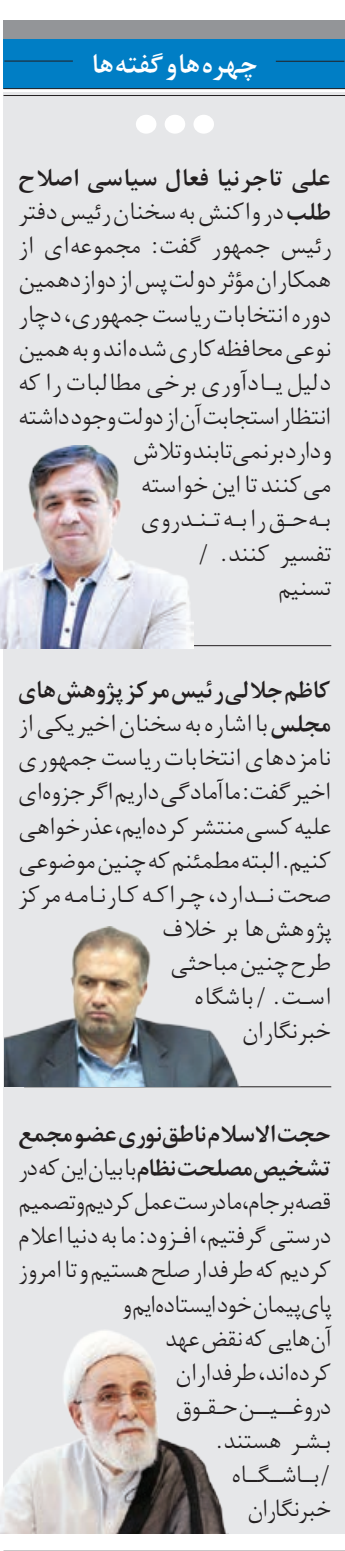 چهره‌ها و گفته‌ها
علی تاجرنیا فعال سیاسی اصلاح
طلب در واکنش به سخنان رئیس دفتر
رئیس جمهور گفت: مجموعه‌ای از
همکاران مؤثر دولت پس از دوازدهمین
دوره انتخابات ریاست جمهوری، دچار
نوعی محافظه‌کاری شده‌اند و به همین
دلیل یادآوری برخی مطالبات را که
انتظار استجابت آن از دولت وجود داشته
و دارد برنمی‌تابند و تلاش
می‌کنند تا این خواسته
به‌حق را به تندروی
تفسیر کنند. /
تسنیم
کاظم جلالی رئیس مرکز پژوهش‌های
مجلس با اشاره به سخنان اخیر یکی از
نامزدهای انتخابات ریاست جمهوری
اخیر گفت: ما آمادگی داریم اگر جزوه‌ای
علیه کسی منتشر کرده‌ایم، عذرخواهی
کنیم. البته مطمئنم که چنین موضوعی
صحت ندارد، چراکه کارنامه مرکز
پژوهش‌ها بر خلاف
طرح چنین مباحثی
است. / باشگاه
خبرنگاران
حجت‌الاسلام ناطق نوری عضو مجمع
تشخیص مصلحت نظام با بیان این که در
قصه برجام، ما درست عمل کردیم و تصمیم
درستی گرفتیم، افزود: ما به دنیا اعلام
کردیم که طرفدار صلح هستیم و تا امروز
پای پیمان خود ایستاده‌ایم و
آن‌هایی که نقض عهد
کرده‌اند، طرفداران
دروغین حقوق
بشر هستند.
/ باشگاه
خبرنگاران